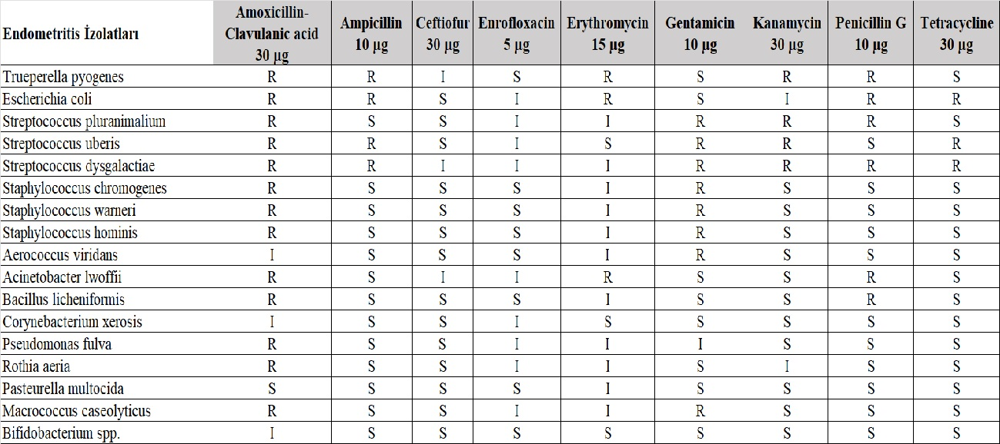 Endometritis İzolatları Amoxicillin-Clavulanic acid 30 µg Ampicillin 10 µg Ceftiofur 30 µg Enrofloxacin 5 µg Erythromycin 15 µg Gentamicin 10 µg Kanamycin 30 µg Penicillin G 10 µg Tetracycline 30 µg
Trueperella pyogenes R R I S R S R R S
Escherichia coli R R S I R S I R R
Streptococcus pluranimalium R S S I I R R R S
Streptococcus uberis R R S I S R R S R
Streptococcus dysgalactiae R R I I I R R R R
Staphylococcus chromogenes R S S S I R S S S
Staphylococcus warneri R S S S I R S S S
Staphylococcus hominis R S S S I R S S S
Aerococcus viridans I S S S I R S S S
Acinetobacter lwoffii R S I I R S S R S
Bacillus licheniformis R S S S I S S R S
Corynebacterium xerosis I S S I S S S S S
Pseudomonas fulva R S S I I I S S S
Rothia aeria R S S I I S I S S
Pasteurella multocida S S S S I S S S S
Macrococcus caseolyticus R S S I I R S S S
Bifidobacterium spp. I S S S S S S S S